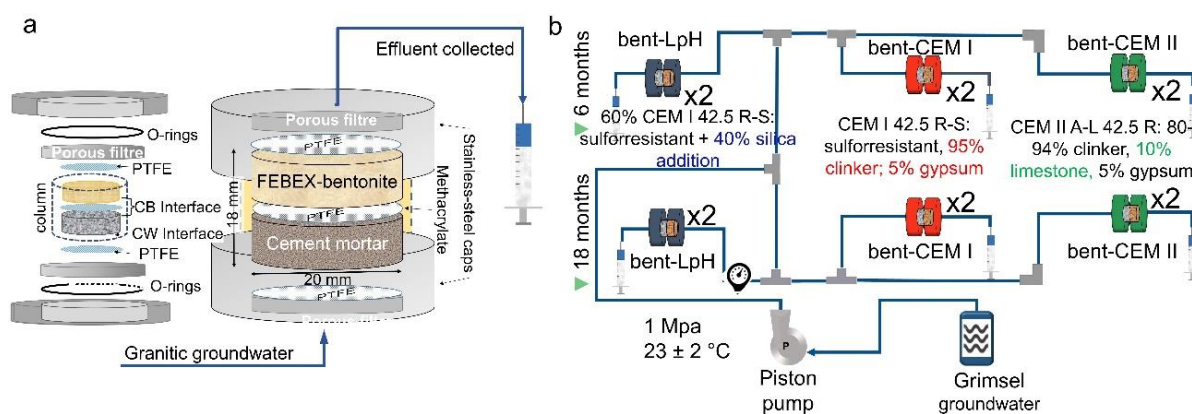 a
Effluent collected
O-rings
Porous filtre
PTFE
column
CB Interface
CW Interface
PTFE
O-rings
Granitic groundwater
Porous filtre
PTFE
FEBEX-bentonite
PTFE
Cement mortar
18 mm
20 mm
PTFE
Stainless-steel caps
Methacrylate
b
6 months
bent-LpH
x2
60% CEM I 42.5 R-S:
sulforresistant + 40% silica
addition
bent-CEM I
x2
CEM I 42.5 R-S:
sulforresistant, 95%
clinker; 5% gypsum
bent-CEM II
x2
CEM II A-L 42.5 R: 80-
94% clinker, 10%
limestone, 5% gypsum
18 months
x2
bent-LpH
x2
bent-CEM I
x2
bent-CEM II
1 Mpa
23 ± 2 °C
P
Piston
pump
Grimsel
groundwater